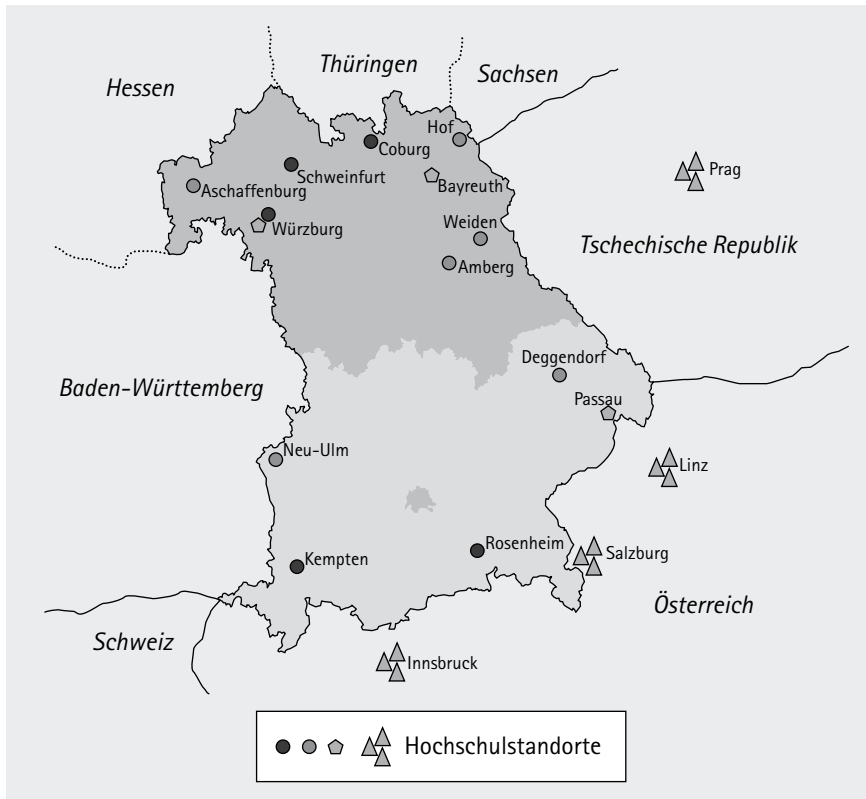 Thüringen
Sachsen
Hessen
Hof
Coburg
Prag
Schweinfurt
Bayreuth
Aschaffenburg
Weiden
Würzburg
Tschechische Republik
Amberg
Deggendorf
Baden-Württemberg
Passau
Neu-Ulm
Linz
Rosenheim
Salzburg
Kempten
Österreich
Schweiz
Innsbruck
Hochschulstandorte